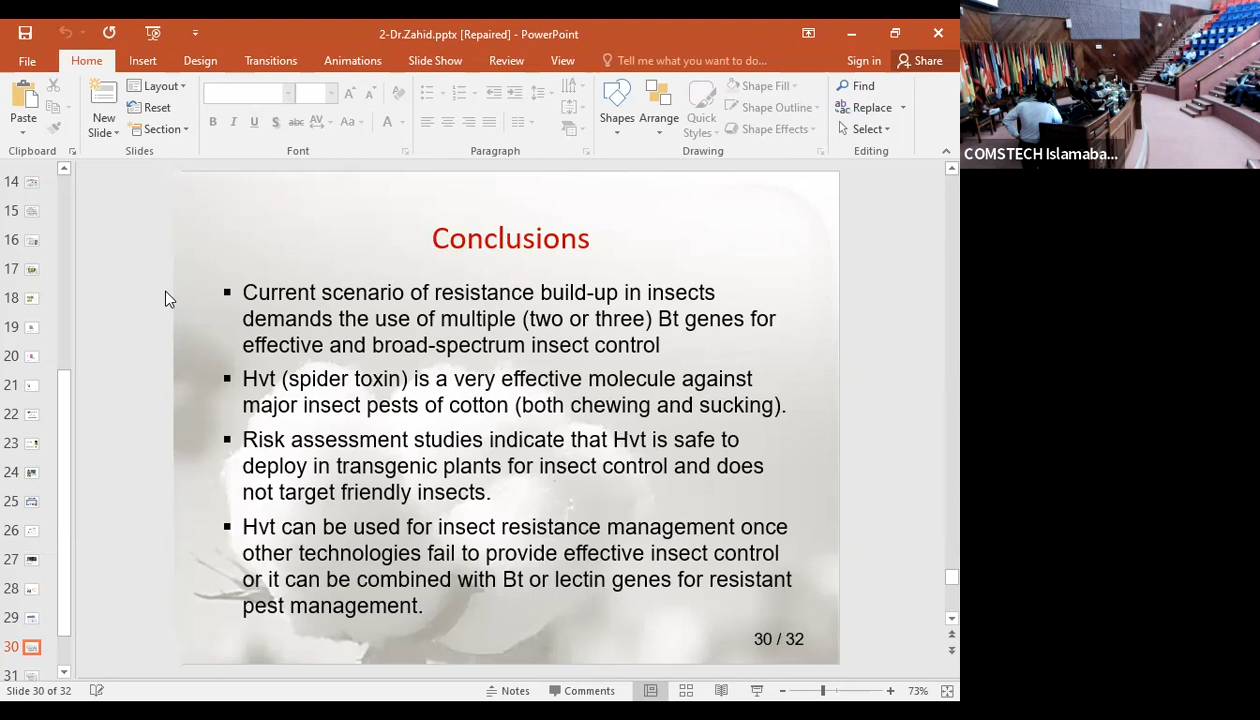 2-Dr.Zahid.pptx [Repaired] - PowerPoint
File Home Insert Design Transitions Animations Slide Show Review View Tell me what you want to do... Sign in Share
Paste
Clipboard
New
Slide
Layout
Reset
Section
Slides
B I U S abc AV Aa A
Font
Paragraph
Shapes
Arrange
Quick
Styles
Shape Fill
Shape Outline
Shape Effects
Drawing
Find
Replace
Select
Editing
COMSTECH Islamaba...
14
15
16
17
18
19
20
21
22
23
24
25
26
27
28
29
30
31
Conclusions
Current scenario of resistance build-up in insects
demands the use of multiple (two or three) Bt genes for
effective and broad-spectrum insect control
Hvt (spider toxin) is a very effective molecule against
major insect pests of cotton (both chewing and sucking).
Risk assessment studies indicate that Hvt is safe to
deploy in transgenic plants for insect control and does
not target friendly insects.
Hvt can be used for insect resistance management once
other technologies fail to provide effective insect control
or it can be combined with Bt or lectin genes for resistant
pest management.
30 / 32
Slide 30 of 32 Notes Comments 73%